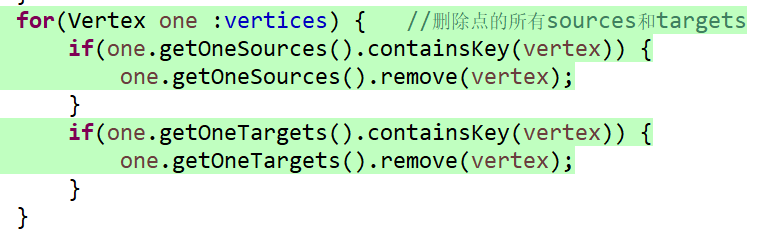 for(Vertex one :vertices) {   //删除点的所有sources和targets
    if(one.getOneSources().containsKey(vertex)) {
        one.getOneSources().remove(vertex);
    }
    if(one.getOneTargets().containsKey(vertex)) {
        one.getOneTargets().remove(vertex);
    }
}